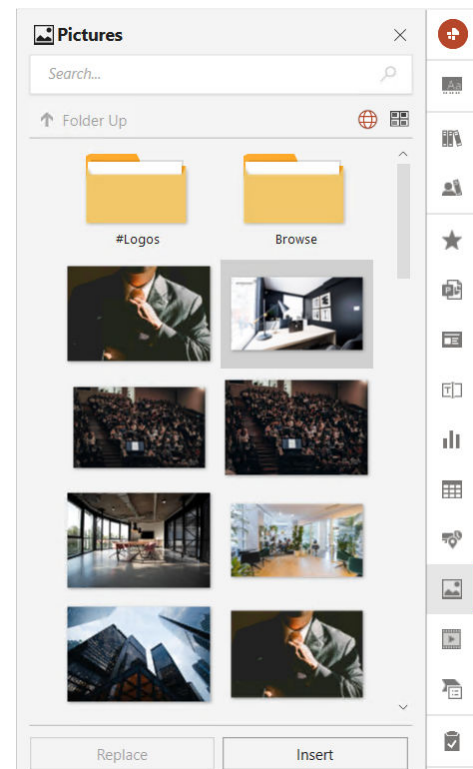 Pictures
Search...
Folder Up
#Logos
Browse
Replace
Insert